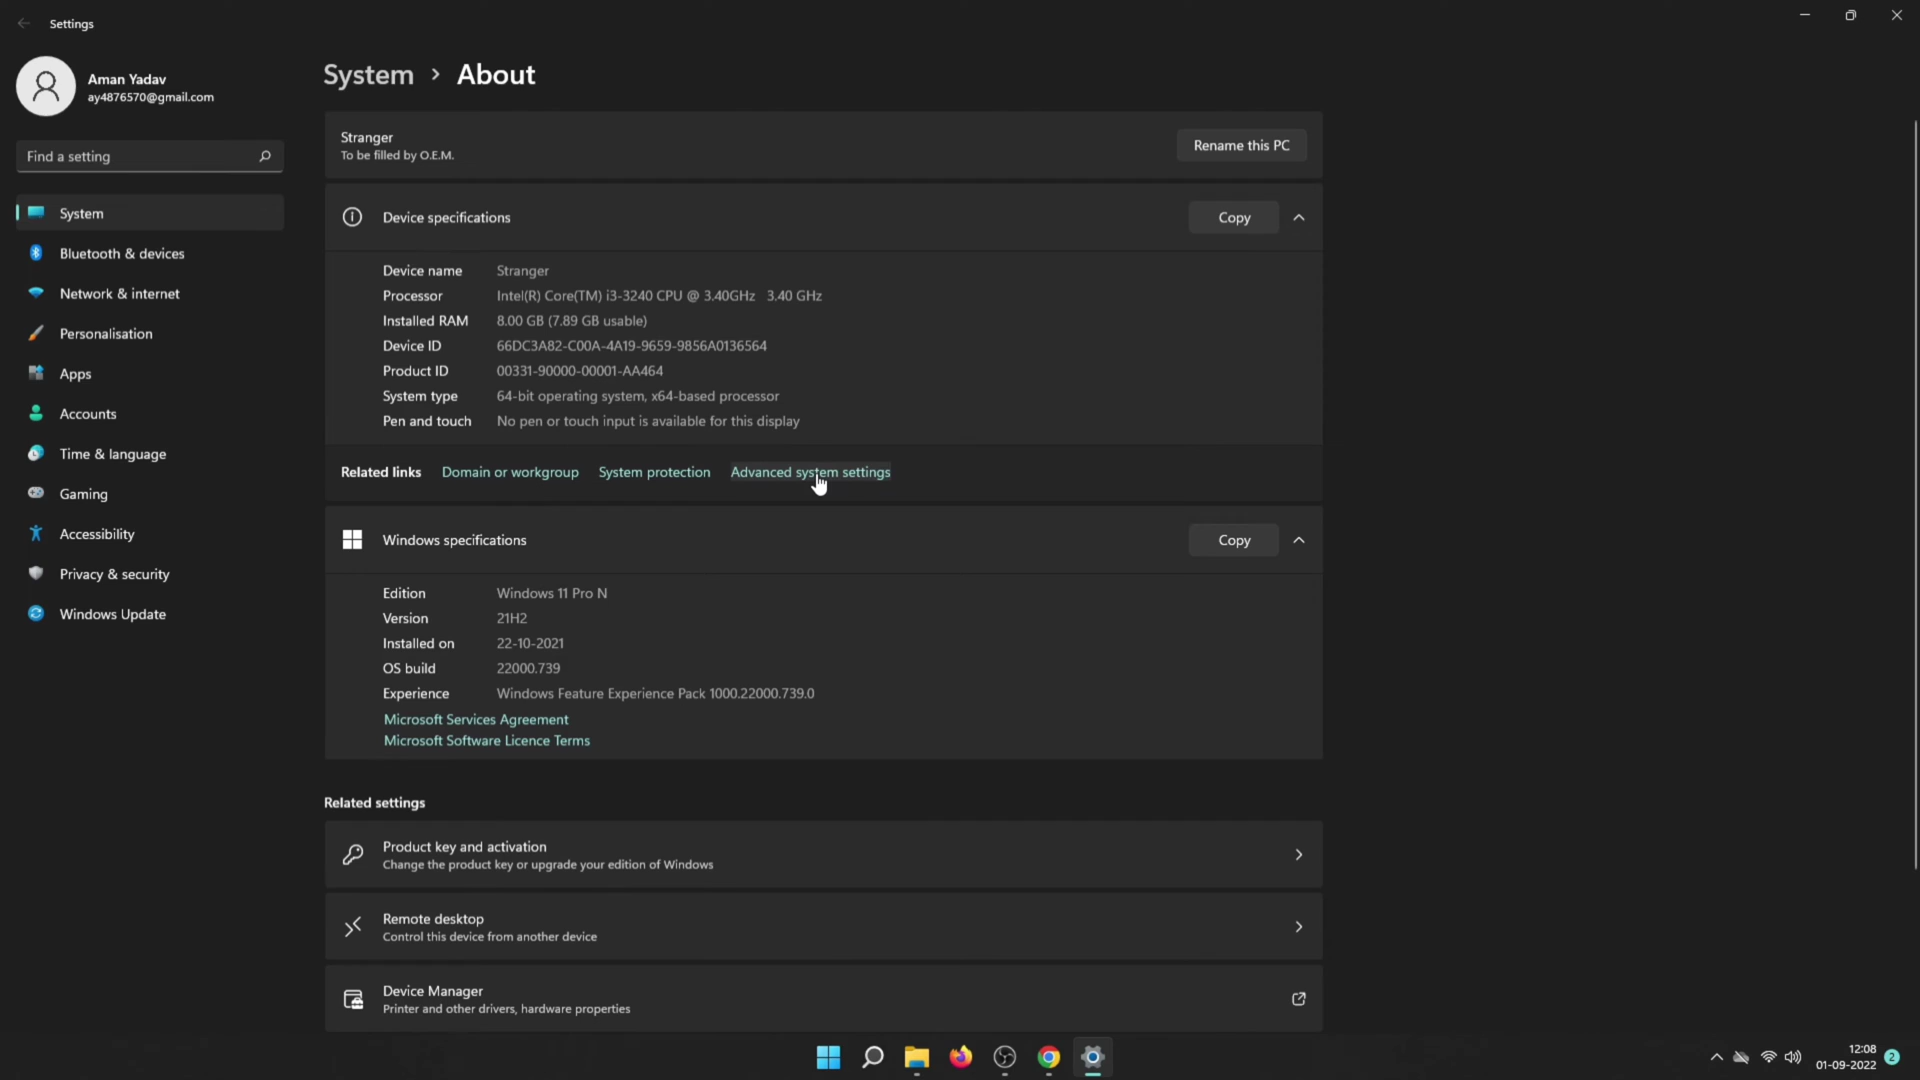 Settings
Aman Yadav
ay4876570@gmail.com
Find a setting
System
Bluetooth & devices
Network & internet
Personalisation
Apps
Accounts
Time & language
Gaming
Accessibility
Privacy & security
Windows Update
System > About
Stranger
To be filled by O.E.M.
Rename this PC
Device specifications
Copy
Device name Stranger
Processor Intel(R) Core(TM) i3-3240 CPU @ 3.40GHz 3.40 GHz
Installed RAM 8.00 GB (7.89 GB usable)
Device ID 66DC3A82-C00A-4A19-9659-9856A0136564
Product ID 00331-90000-00001-AA464
System type 64-bit operating system, x64-based processor
Pen and touch No pen or touch input is available for this display
Related links Domain or workgroup System protection Advanced system settings
Windows specifications
Copy
Edition Windows 11 Pro N
Version 21H2
Installed on 22-10-2021
OS build 22000.739
Experience Windows Feature Experience Pack 1000.22000.739.0
Microsoft Services Agreement
Microsoft Software Licence Terms
Related settings
Product key and activation
Change the product key or upgrade your edition of Windows
Remote desktop
Control this device from another device
Device Manager
Printer and other drivers, hardware properties
12:08
01-09-2022
2